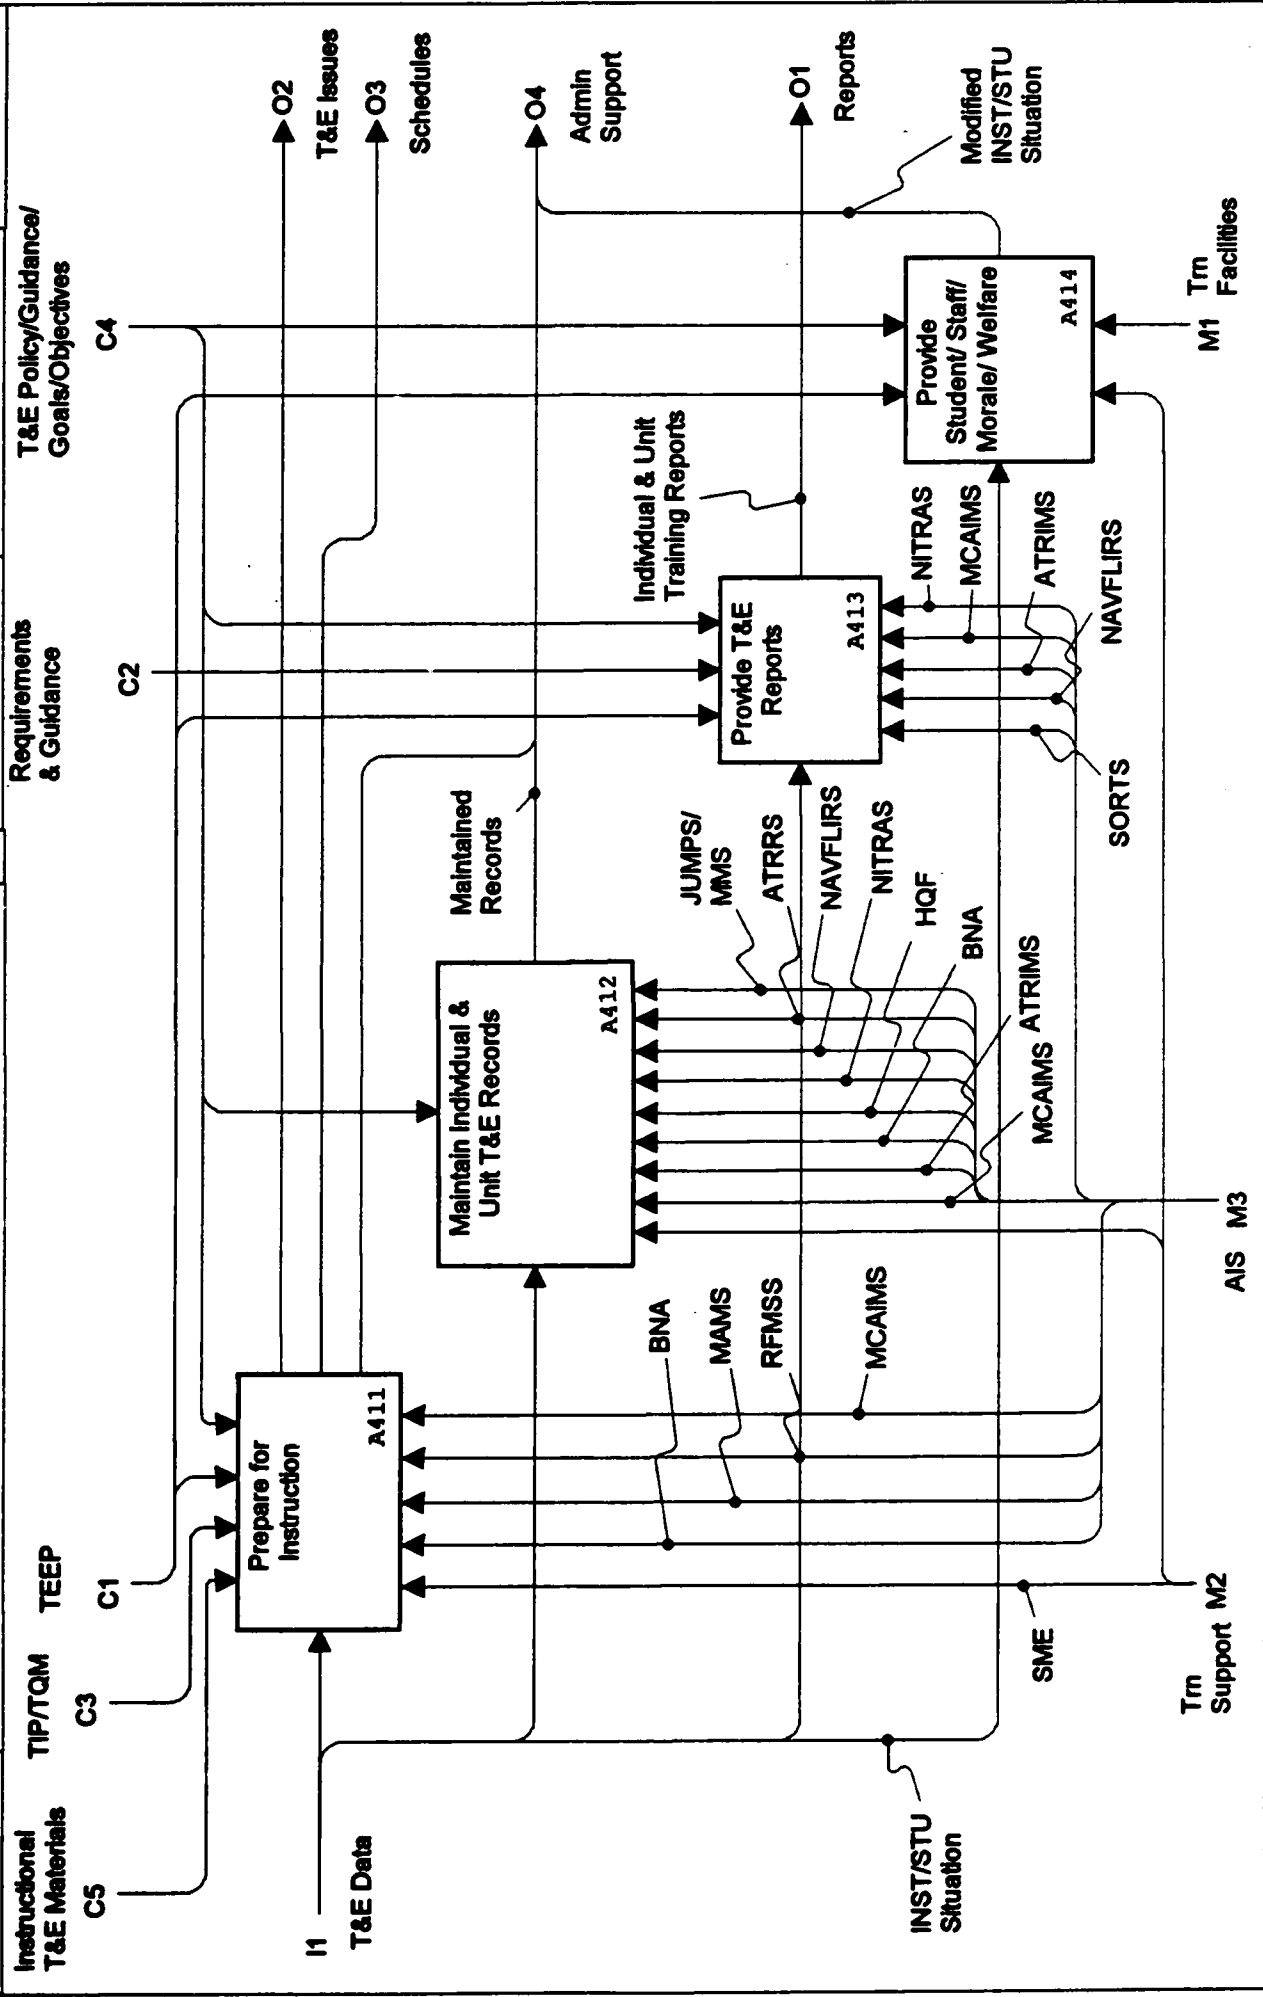 Instructional
T&E Materials
C5
TIP/TQM
C3
TEEP
C1
Requirements
& Guidance
C2
T&E Policy/Guidance/
Goals/Objectives
C4
I1
T&E Data
Prepare for
Instruction
A411
O2
T&E Issues
O3
Schedules
O4
Admin
Support
O1
Reports
Maintained
Records
Maintain Individual &
Unit T&E Records
A412
Individual & Unit
Training Reports
Provide T&E
Reports
A413
Modified
INST/STU
Situation
Provide
Student/ Staff/
Morale/ Welfare
A414
BNA
MAMS
RFMSS
MCAIMS
JUMPS/
MMS
ATRRS
NAVFLIRS
NITRAS
HQF
BNA
ATRIMS
MCAIMS
NITRAS
MCAIMS
ATRIMS
NAVFLIRS
SORTS
INST/STU
Situation
SME
Trn
Support M2
AIS M3
M1
Trn
Facilities